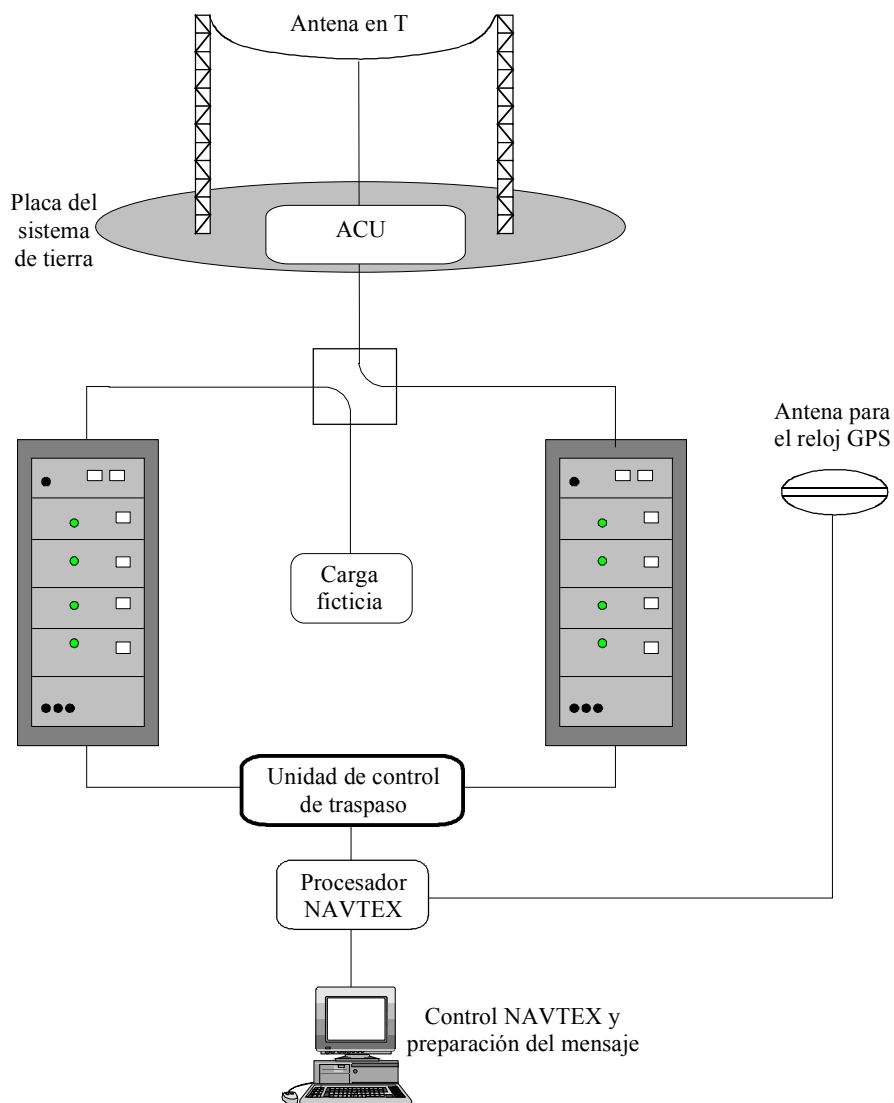 Antena en T
Placa del
sistema
de tierra
ACU
Antena para
el reloj GPS
Carga
ficticia
Unidad de control
de traspaso
Procesador
NAVTEX
Control NAVTEX y
preparación del mensaje